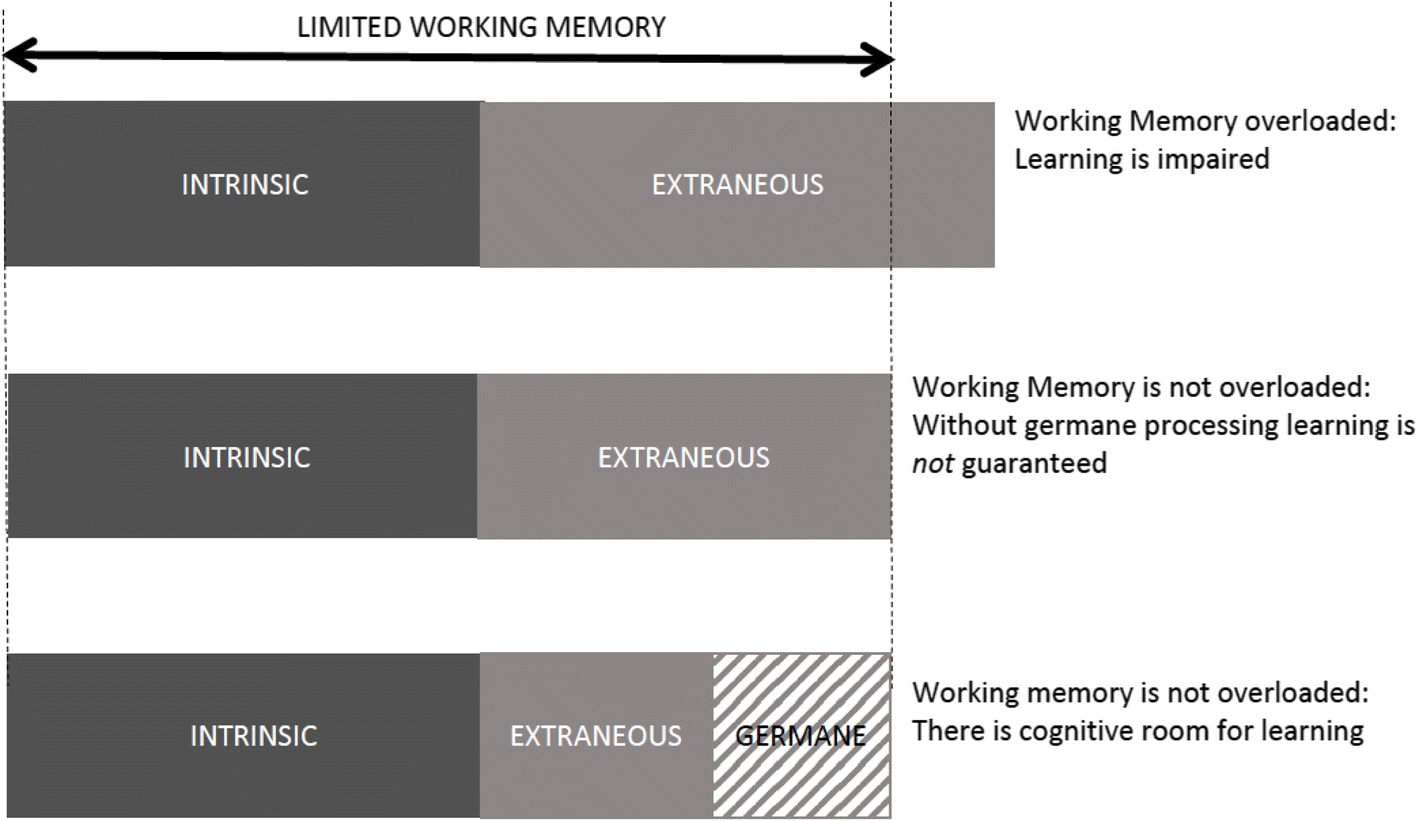 LIMITED WORKING MEMORY
INTRINSIC
EXTRANEOUS
Working Memory overloaded:
Learning is impaired
INTRINSIC
EXTRANEOUS
Working Memory is not overloaded:
Without germane processing learning is
not guaranteed
INTRINSIC
EXTRANEOUS
GERMANE
Working memory is not overloaded:
There is cognitive room for learning